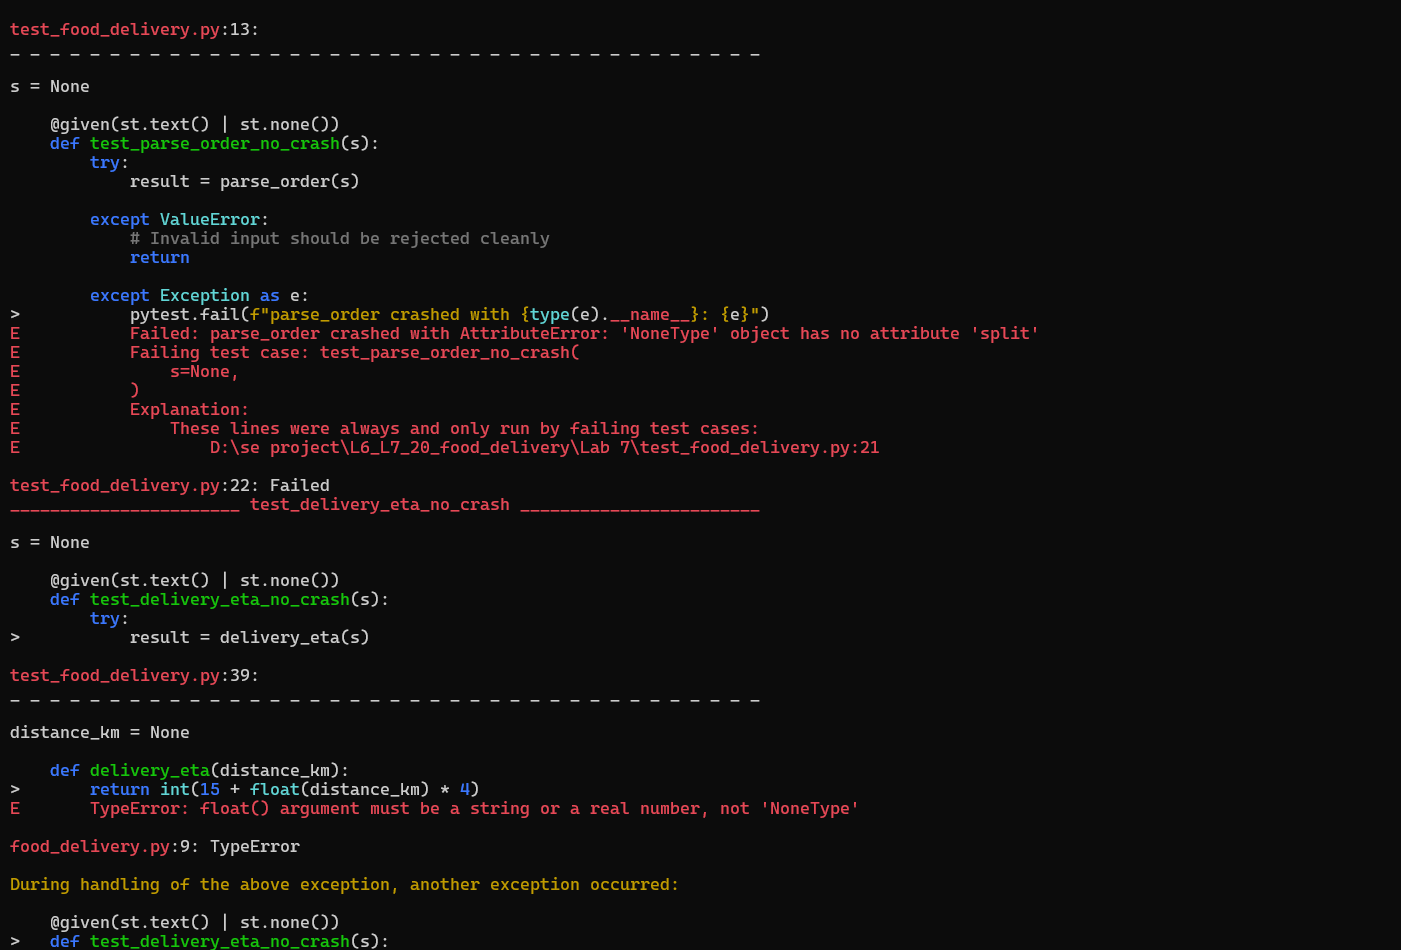 test_food_delivery.py:13:
_ _ _ _ _ _ _ _ _ _ _ _ _ _ _ _ _ _ _ _ _ _ _ _ _ _ _ _ _ _ _ _ _ _ _ _ _ _
s = None
    @given(st.text() | st.none())
    def test_parse_order_no_crash(s):
        try:
            result = parse_order(s)
        except ValueError:
            # Invalid input should be rejected cleanly
            return
        except Exception as e:
>           pytest.fail(f"parse_order crashed with {type(e).__name__}: {e}")
E           Failed: parse_order crashed with AttributeError: 'NoneType' object has no attribute 'split'
E           Failing test case: test_parse_order_no_crash(
E               s=None,
E           )
E           Explanation:
E               These lines were always and only run by failing test cases:
E                   D:\se project\L6_L7_20_food_delivery\Lab 7\test_food_delivery.py:21
test_food_delivery.py:22: Failed
_______________________ test_delivery_eta_no_crash ________________________
s = None
    @given(st.text() | st.none())
    def test_delivery_eta_no_crash(s):
        try:
>           result = delivery_eta(s)
test_food_delivery.py:39:
_ _ _ _ _ _ _ _ _ _ _ _ _ _ _ _ _ _ _ _ _ _ _ _ _ _ _ _ _ _ _ _ _ _ _ _ _ _
distance_km = None
    def delivery_eta(distance_km):
>       return int(15 + float(distance_km) * 4)
E       TypeError: float() argument must be a string or a real number, not 'NoneType'
food_delivery.py:9: TypeError
During handling of the above exception, another exception occurred:
    @given(st.text() | st.none())
>   def test_delivery_eta_no_crash(s):